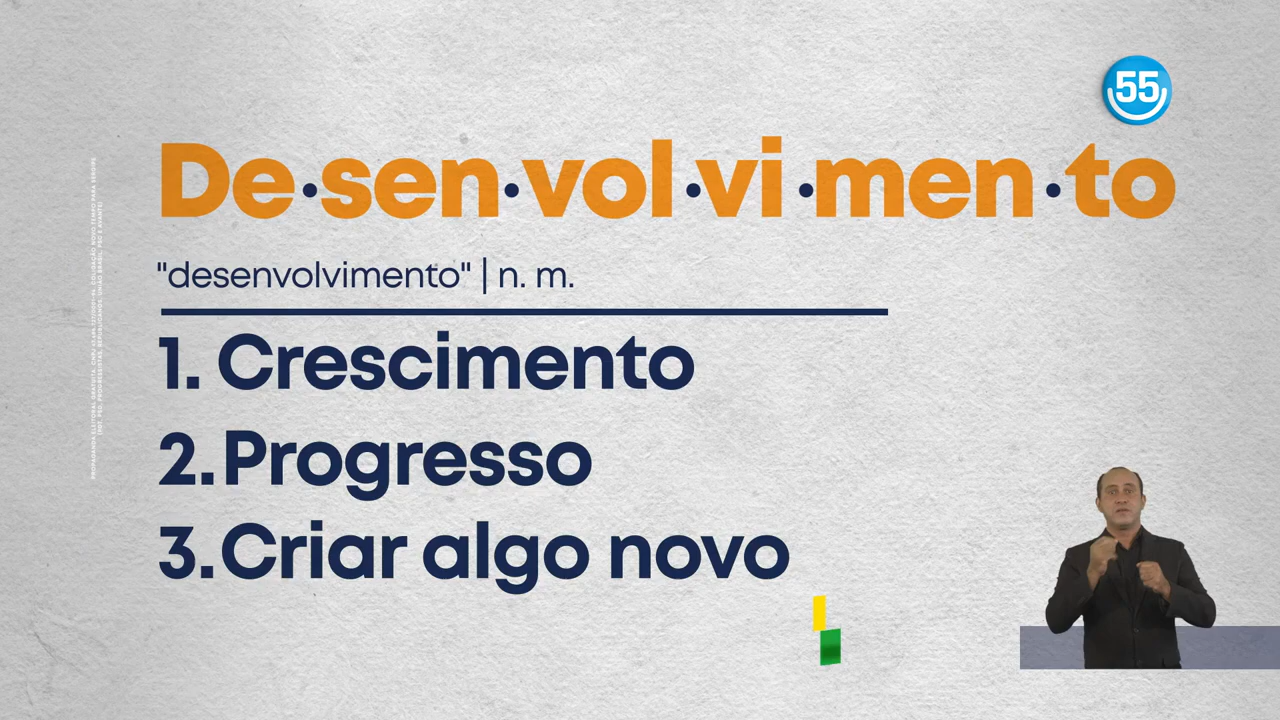 55
De·sen·vol·vi·men·to
"desenvolvimento" | n. m.
1. Crescimento
2. Progresso
3. Criar algo novo